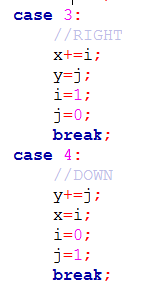 case 3:
//RIGHT
x+=i;
y=j;
i=1;
j=0;
break;
case 4:
//DOWN
y+=j;
x=i;
i=0;
j=1;
break;